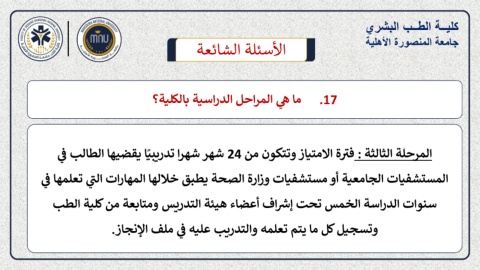 كلية الطب البشري
جامعة المنصورة الأهلية
MNU
الأسئلة الشائعة
17. ما هي المراحل الدراسية بالكلية؟
المرحلة الثالثة : فترة الامتياز وتتكون من 24 شهر شهرا تدريبيًا يقضيها الطالب في
المستشفيات الجامعية أو مستشفيات وزارة الصحة يطبق خلالها المهارات التي تعلمها في
سنوات الدراسة الخمس تحت إشراف أعضاء هيئة التدريس ومتابعة من كلية الطب
وتسجيل كل ما يتم تعلمه والتدريب عليه في ملف الإنجاز.